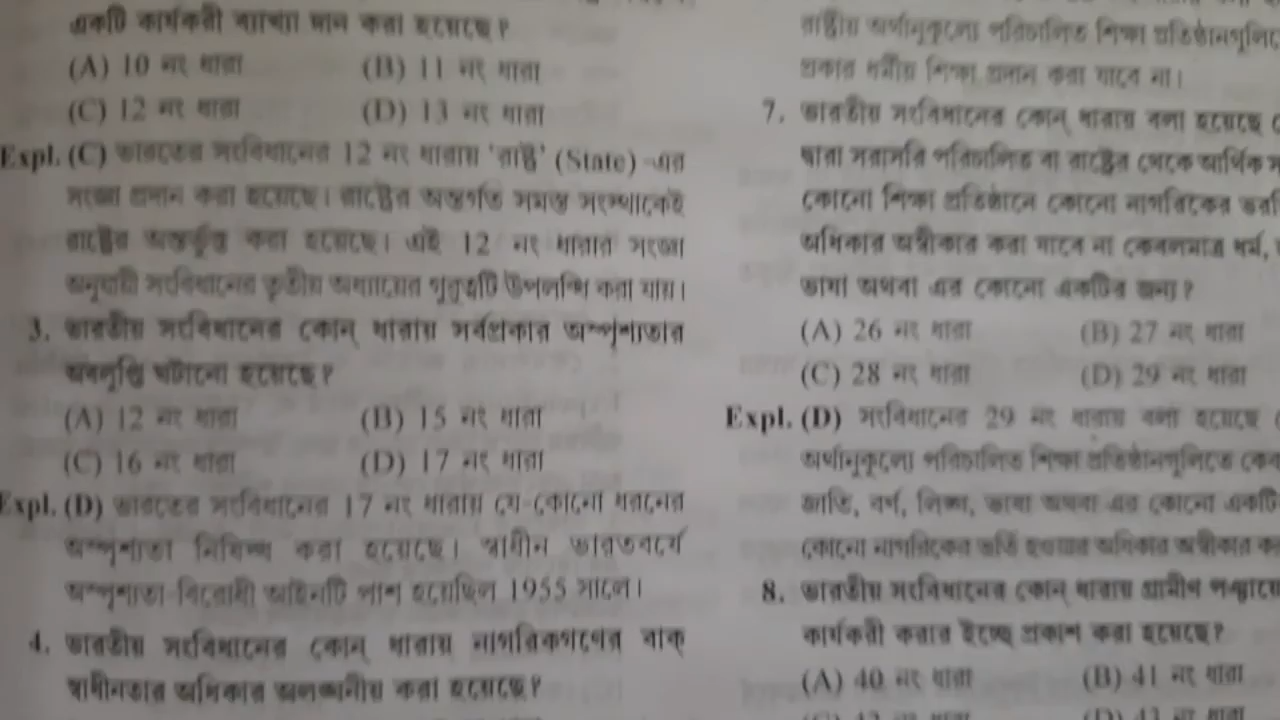 একটি কার্যকরী ব্যাখ্যা দান করা হয়েছে?
(A) 10 নং ধারা (B) 11 নং ধারা
(C) 12 নং ধারা (D) 13 নং ধারা
Expl. (C) ভারতের সংবিধানের 12 নং ধারায় ‘রাষ্ট্র’ (State) -এর
সংজ্ঞা প্রদান করা হয়েছে। রাষ্ট্রের অন্তর্গত সমস্ত সংস্থাকেই
রাষ্ট্রের অন্তর্ভুক্ত করা হয়েছে। এই 12 নং ধারার সংজ্ঞা
অনুযায়ী সংবিধানের তৃতীয় অধ্যায়ের গুরুত্বটি উপলব্ধি করা যায়।
3. ভারতীয় সংবিধানের কোন্ ধারায় সর্বপ্রকার অস্পৃশ্যতার
অবলুপ্তি ঘটানো হয়েছে?
(A) 12 নং ধারা (B) 15 নং ধারা
(C) 16 নং ধারা (D) 17 নং ধারা
Expl. (D) ভারতের সংবিধানের 17 নং ধারায় যে-কোনো ধরনের
অস্পৃশ্যতা নিষিদ্ধ করা হয়েছে। স্বাধীন ভারতবর্ষে
অস্পৃশ্যতা-বিরোধী আইনটি পাশ হয়েছিল 1955 সালে।
4. ভারতীয় সংবিধানের কোন্ ধারায় নাগরিকগণের বাক্
স্বাধীনতার অধিকার অলঙ্ঘনীয় করা হয়েছে?
রাষ্ট্রীয় অর্থানুকূল্যে পরিচালিত শিক্ষা
প্রকার ধর্মীয় শিক্ষা প্রদান করা যাবে না।
7. ভারতীয় সংবিধানের কোন্ ধারায় বলা হয়েছে
দ্বারা সরাসরি পরিচালিত বা রাষ্ট্রের থেকে আর্থিক
কোনো শিক্ষা প্রতিষ্ঠানে কোনো নাগরিকের
অধিকার অস্বীকার করা যাবে না কেবলমাত্র ধর্ম,
ভাষা অথবা এর কোনো একটির জন্য?
(A) 26 নং ধারা (B) 27 নং ধারা
(C) 28 নং ধারা (D) 29 নং ধারা
Expl. (D) সংবিধানের 29 নং ধারায় বলা হয়েছে
অর্থানুকূল্যে পরিচালিত শিক্ষা প্রতিষ্ঠানগুলিতে
জাতি, বর্ণ, লিঙ্গ, ভাষা অথবা এর কোনো একটি
কোনো নাগরিকের ভর্তি হওয়ার অধিকার অস্বীকার
8. ভারতীয় সংবিধানের কোন্ ধারায় গ্রামীণ
কার্যকরী করার ইচ্ছে প্রকাশ করা হয়েছে?
(A) 40 নং ধারা (B) 41 নং ধারা